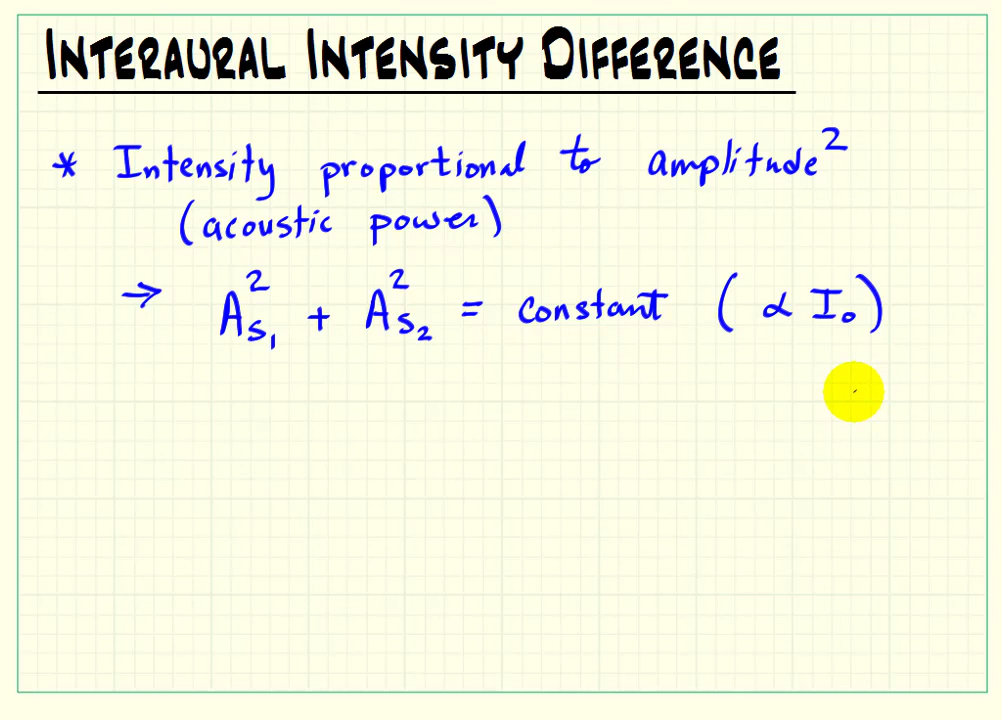 INTERAURAL INTENSITY DIFFERENCE
* Intensity proportional to amplitude²
(acoustic power)
→ A²ₛ₁ + A²ₛ₂ = constant (α I₀)